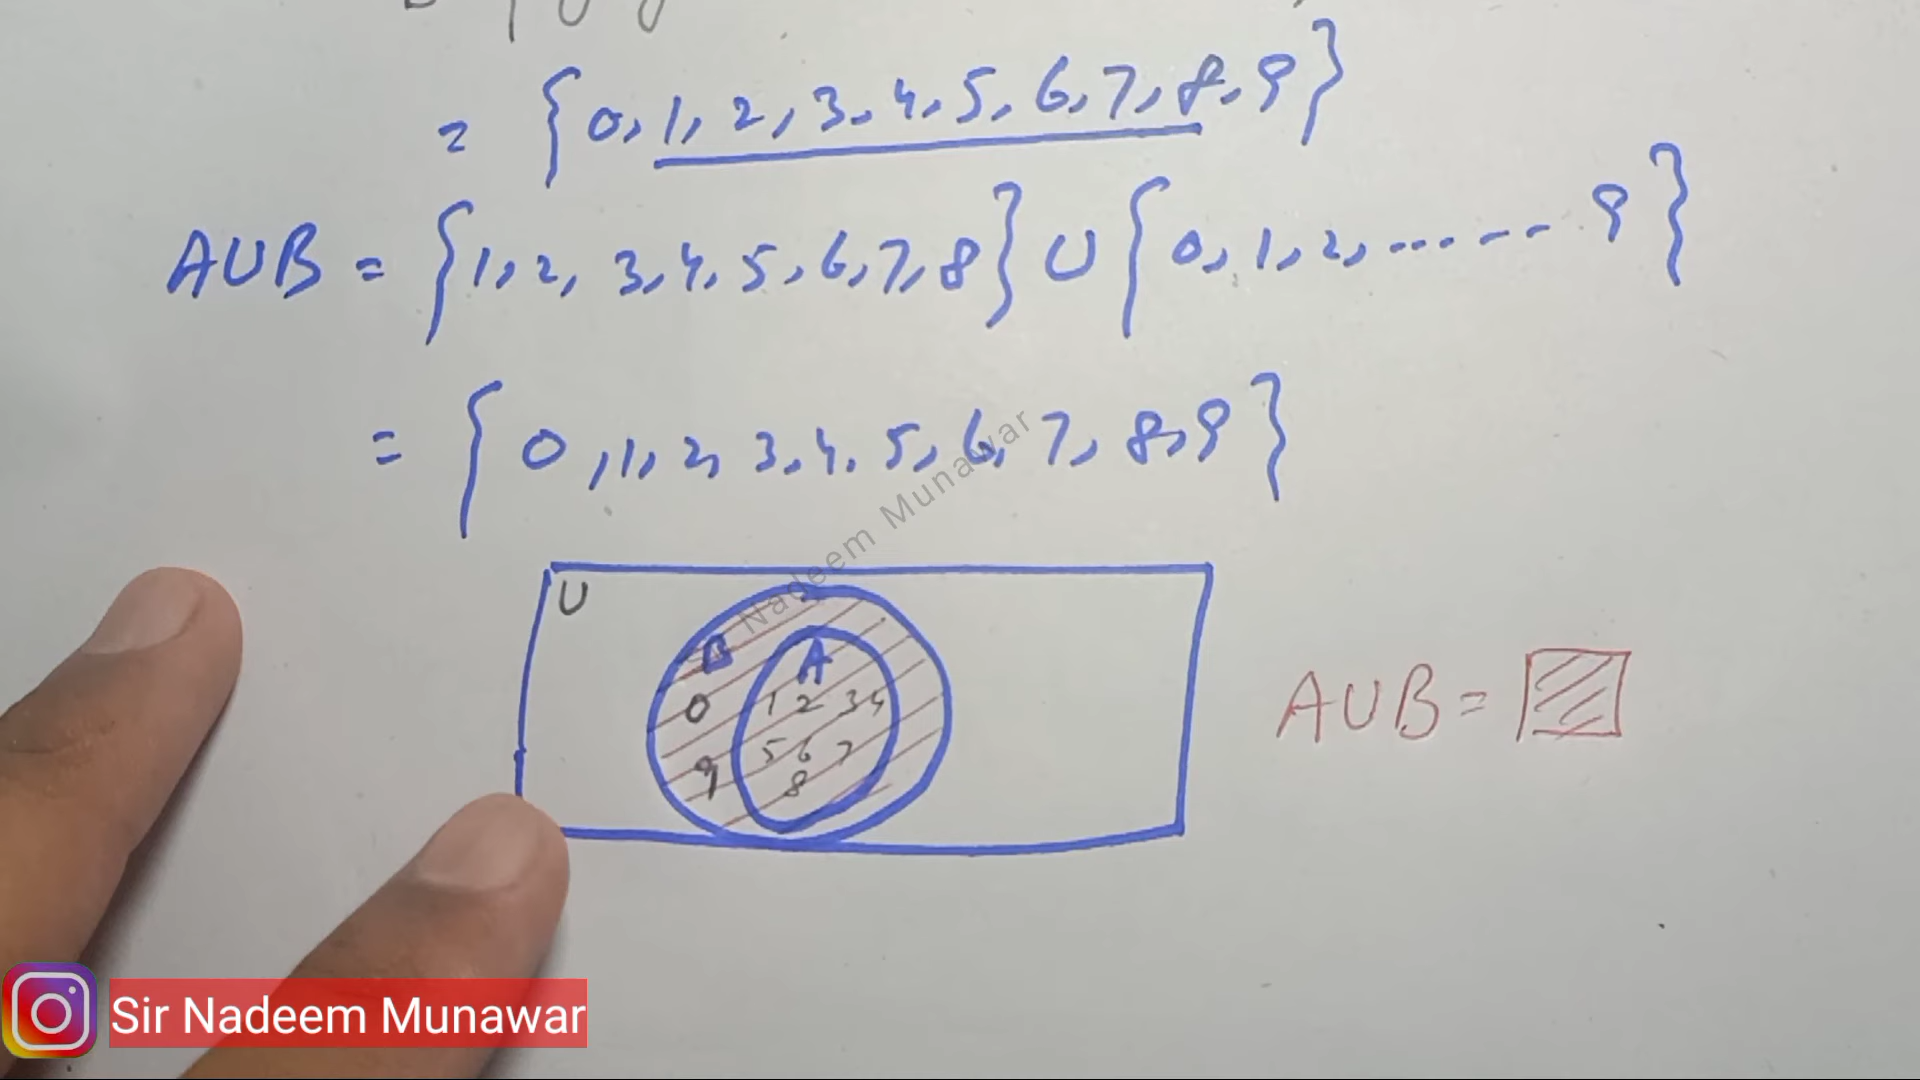 = {0, 1, 2, 3, 4, 5, 6, 7, 8, 9}
AUB = {1, 2, 3, 4, 5, 6, 7, 8} U {0, 1, 2, ........ 9}
= {0, 1, 2, 3, 4, 5, 6, 7, 8, 9}
Nadeem Munawar
U
B A
0 1 2 3 4
5 6 7
9 8
AUB =
Sir Nadeem Munawar